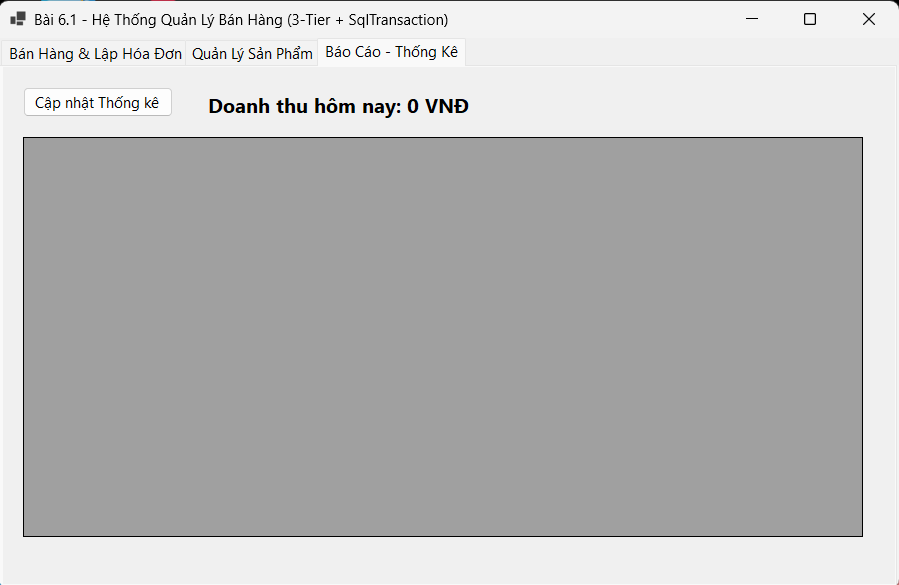 Bài 6.1 - Hệ Thống Quản Lý Bán Hàng (3-Tier + SqlTransaction)
Bán Hàng & Lập Hóa Đơn Quản Lý Sản Phẩm Báo Cáo - Thống Kê
Cập nhật Thống kê Doanh thu hôm nay: 0 VNĐ